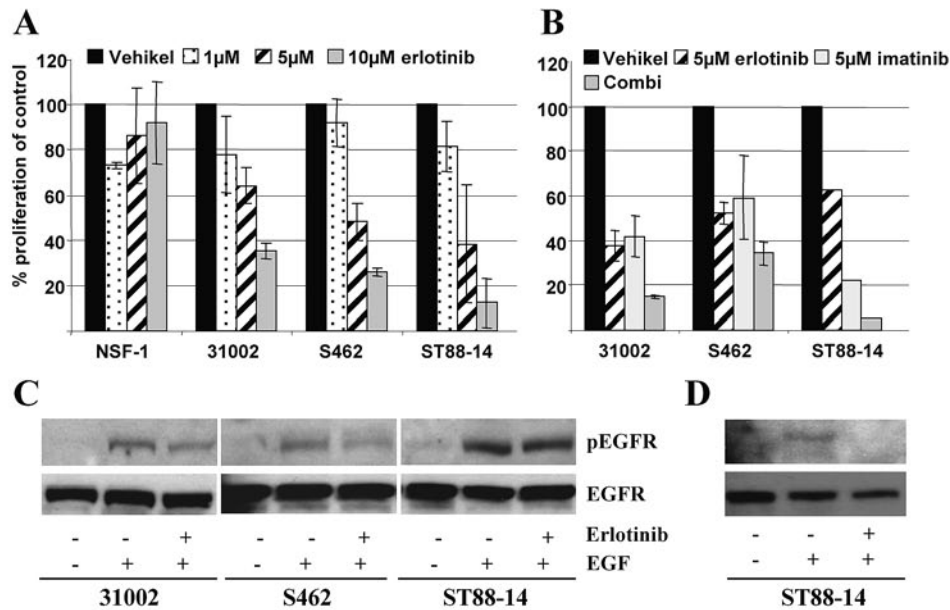 A
B
Vehikel 1µM 5µM 10µM erlotinib
Vehikel 5µM erlotinib 5µM imatinib
Combi
% proliferation of control
120
100
80
60
40
20
NSF-1 31002 S462 ST88-14
120
100
80
60
40
20
31002 S462 ST88-14
C
D
pEGFR
EGFR
- - + - - + - - + Erlotinib - - +
- + + - + + - + + EGF - + +
31002 S462 ST88-14 ST88-14